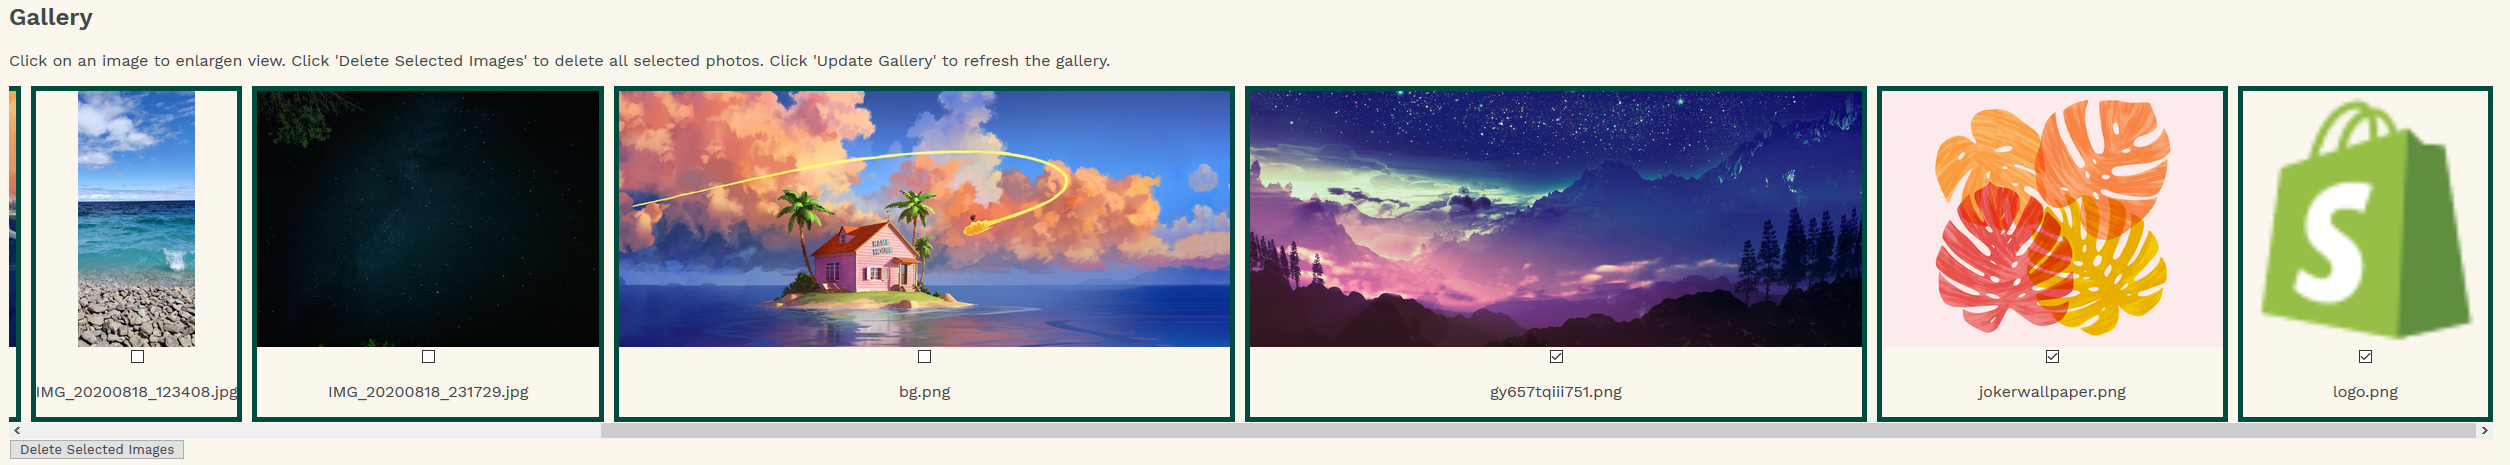 Gallery
Click on an image to enlargen view. Click 'Delete Selected Images' to delete all selected photos. Click 'Update Gallery' to refresh the gallery.
KAME
HOUSE
S
IMG_20200818_123408.jpg
IMG_20200818_231729.jpg
bg.png
gy657tqiii751.png
jokerwallpaper.png
logo.png
Delete Selected Images